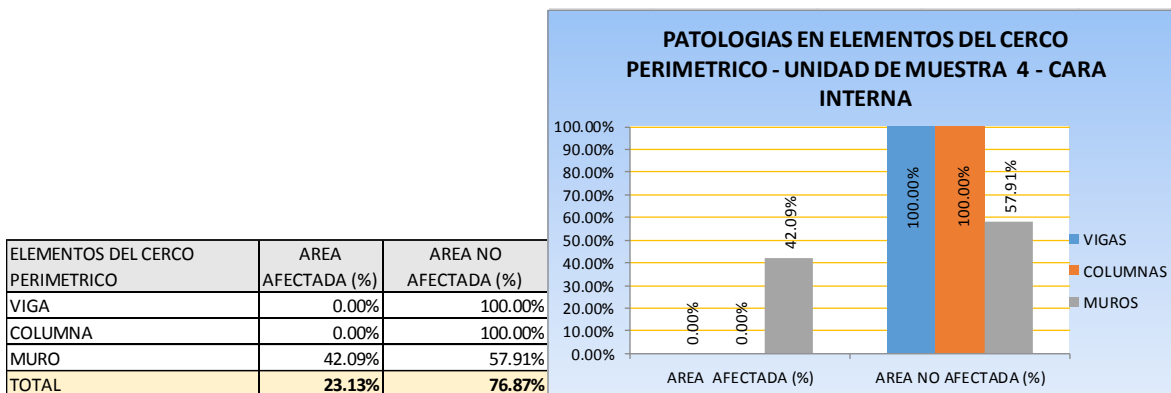 ELEMENTOS DEL CERCO PERIMETRICO AREA AFECTADA (%) AREA NO AFECTADA (%)
VIGA 0.00% 100.00%
COLUMNA 0.00% 100.00%
MURO 42.09% 57.91%
TOTAL 23.13% 76.87%
PATOLOGIAS EN ELEMENTOS DEL CERCO
PERIMETRICO - UNIDAD DE MUESTRA 4 - CARA
INTERNA
100.00%
90.00%
80.00%
70.00%
60.00%
50.00%
40.00%
30.00%
20.00%
10.00%
0.00%
0.00%
0.00%
42.09%
100.00%
100.00%
57.91%
AREA AFECTADA (%) AREA NO AFECTADA (%)
VIGAS
COLUMNAS
MUROS